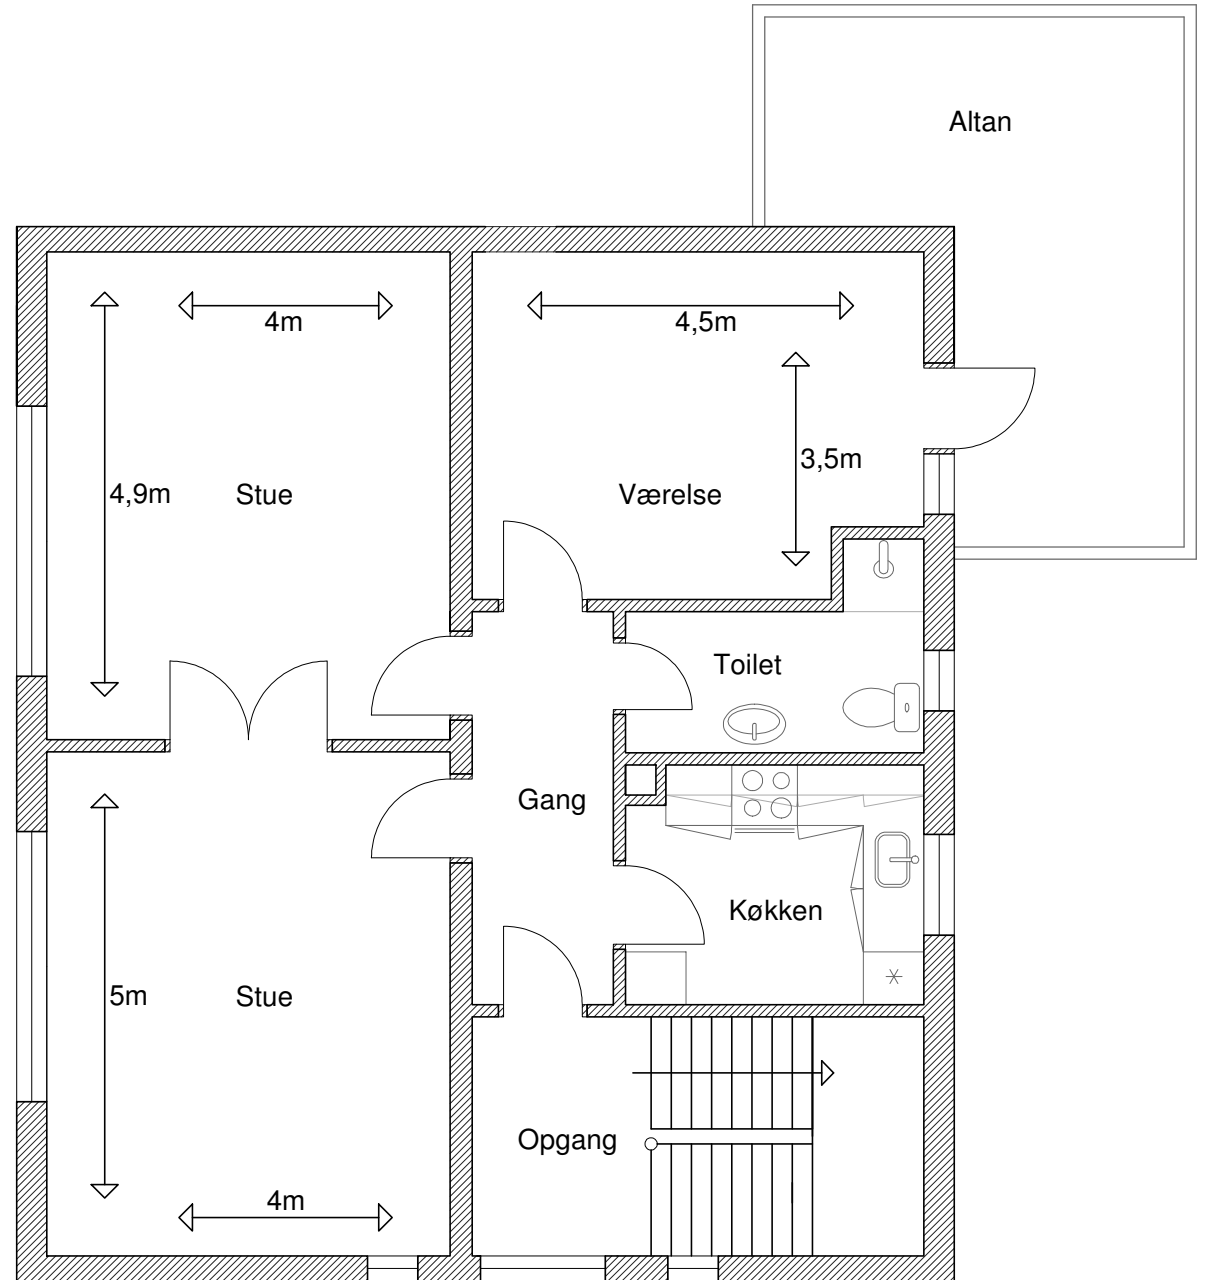 Altan
4m
4,5m
3,5m
4,9m
Stue
Værelse
Toilet
Gang
Køkken
5m
Stue
Opgang
4m